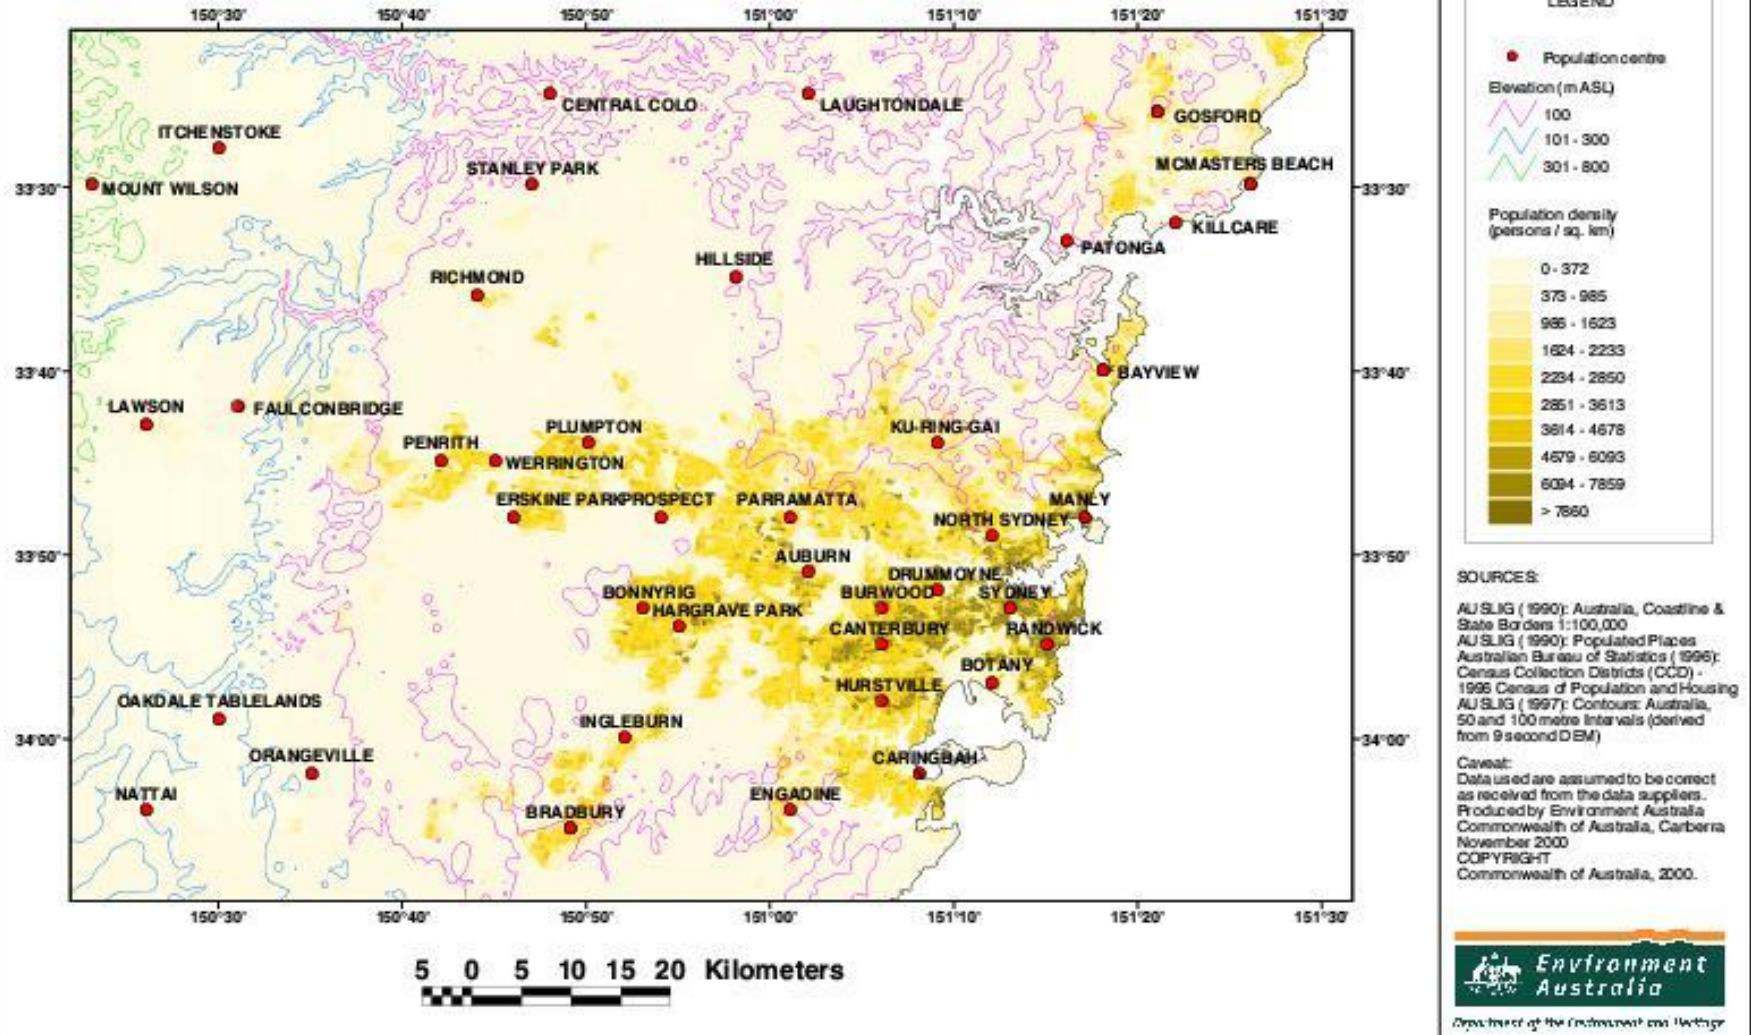 150°30' 150°40' 150°50' 151°00' 151°10' 151°20' 151°30'
CENTRAL COLO
LAUGHTONDALE
GOSFORD
ITCHENSTOKE
STANLEY PARK
MCMASTERS BEACH
33°30'
MOUNT WILSON
33°30'
KILLCARE
PATONGA
HILLSIDE
RICHMOND
33°40'
BAYVIEW
33°40'
LAWSON
FAULCONBRIDGE
PLUMPTON
KU-RING-GAI
PENRITH
WERRINGTON
ERSKINE PARK
PROSPECT
PARRAMATTA
MANLY
NORTH SYDNEY
33°50'
AUBURN
33°50'
DRUMMOYNE
BONNYRIG
BURWOOD
SYDNEY
HARGRAVE PARK
CANTERBURY
RANDWICK
BOTANY
HURSTVILLE
OAKDALE TABLELANDS
INGLEBURN
34°00'
34°00'
ORANGEVILLE
CARINGBAH
NATTAI
ENGADINE
BRADBURY
150°30' 150°40' 150°50' 151°00' 151°10' 151°20' 151°30'
5 0 5 10 15 20 Kilometers
LEGEND
Population centre
Elevation (m ASL)
100
101 - 300
301 - 800
Population density
(persons / sq. km)
0 - 372
373 - 985
986 - 1623
1624 - 2233
2234 - 2850
2851 - 3613
3614 - 4678
4679 - 6093
6094 - 7859
> 7860
SOURCES:
AUSLIG (1990): Australia, Coastline &
State Borders 1:100,000
AUSLIG (1990): Populated Places
Australian Bureau of Statistics (1996):
Census Collection Districts (CCD) -
1996 Census of Population and Housing
AUSLIG (1997): Contours: Australia,
50 and 100 metre Intervals (derived
from 9 second DEM)
Caveat:
Data used are assumed to be correct
as received from the data suppliers.
Produced by Environment Australia
Commonwealth of Australia, Canberra
November 2000
COPYRIGHT
Commonwealth of Australia, 2000.
Environment
Australia
Department of the Environment and Heritage